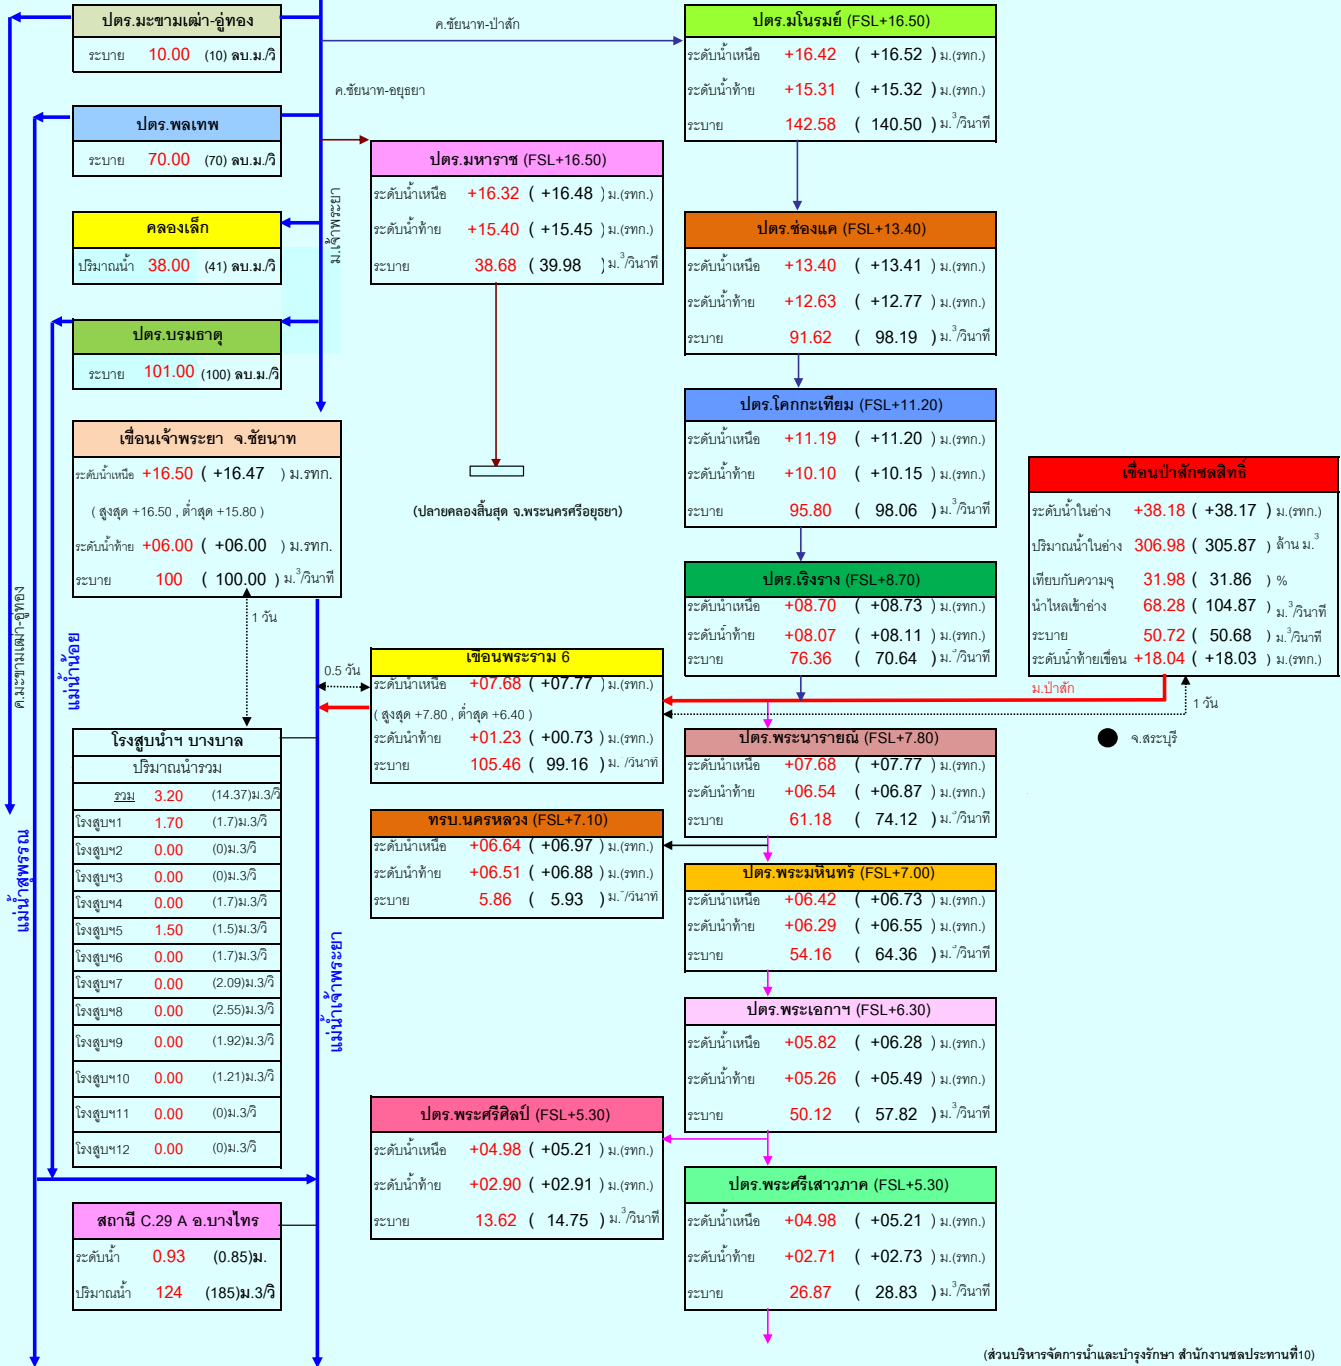 ปตร.มะขามเฒ่า-อู่ทอง
ระบาย 10.00 (10) ลบ.ม./วิ
ปตร.พลเทพ
ระบาย 70.00 (70) ลบ.ม./วิ
คลองเล็ก
ปริมาณน้ำ 38.00 (41) ลบ.ม./วิ
ปตร.บรมธาตุ
ระบาย 101.00 (100) ลบ.ม./วิ
เขื่อนเจ้าพระยา จ.ชัยนาท
ระดับน้ำเหนือ +16.50 ( +16.47 ) ม.รทก.
( สูงสุด +16.50 , ต่ำสุด +15.80 )
ระดับน้ำท้าย +06.00 ( +06.00 ) ม.รทก.
ระบาย 100 ( 100.00 ) ม.3/วินาที
1 วัน
ค.มะขามเฒ่า-อู่ทอง
แม่น้ำน้อย
แม่น้ำสุพรรณ
ม.เจ้าพระยา
แม่น้ำเจ้าพระยา
โรงสูบน้ำฯ บางบาล
ปริมาณน้ำรวม
รวม 3.20 (14.37)ม.3/วิ
โรงสูบฯ1 1.70 (1.7)ม.3/วิ
โรงสูบฯ2 0.00 (0)ม.3/วิ
โรงสูบฯ3 0.00 (0)ม.3/วิ
โรงสูบฯ4 0.00 (1.7)ม.3/วิ
โรงสูบฯ5 1.50 (1.5)ม.3/วิ
โรงสูบฯ6 0.00 (1.7)ม.3/วิ
โรงสูบฯ7 0.00 (2.09)ม.3/วิ
โรงสูบฯ8 0.00 (2.55)ม.3/วิ
โรงสูบฯ9 0.00 (1.92)ม.3/วิ
โรงสูบฯ10 0.00 (1.21)ม.3/วิ
โรงสูบฯ11 0.00 (0)ม.3/วิ
โรงสูบฯ12 0.00 (0)ม.3/วิ
สถานี C.29 A อ.บางไทร
ระดับน้ำ 0.93 (0.85)ม.
ปริมาณน้ำ 124 (185)ม.3/วิ
ค.ชัยนาท-ป่าสัก
ค.ชัยนาท-อยุธยา
ปตร.มหาราช (FSL+16.50)
ระดับน้ำเหนือ +16.32 ( +16.48 ) ม.(รทก.)
ระดับน้ำท้าย +15.40 ( +15.45 ) ม.(รทก.)
ระบาย 38.68 ( 39.98 ) ม.3/วินาที
(ปลายคลองสิ้นสุด จ.พระนครศรีอยุธยา)
0.5 วัน
เขื่อนพระราม 6
ระดับน้ำเหนือ +07.68 ( +07.77 ) ม.(รทก.)
( สูงสุด +7.80 , ต่ำสุด +6.40 )
ระดับน้ำท้าย +01.23 ( +00.73 ) ม.(รทก.)
ระบาย 105.46 ( 99.16 ) ม. /วินาที
ทรบ.นครหลวง (FSL+7.10)
ระดับน้ำเหนือ +06.64 ( +06.97 ) ม.(รทก.)
ระดับน้ำท้าย +06.51 ( +06.88 ) ม.(รทก.)
ระบาย 5.86 ( 5.93 ) ม.3/วินาที
ปตร.พระศรีศิลป์ (FSL+5.30)
ระดับน้ำเหนือ +04.98 ( +05.21 ) ม.(รทก.)
ระดับน้ำท้าย +02.90 ( +02.91 ) ม.(รทก.)
ระบาย 13.62 ( 14.75 ) ม.3/วินาที
ปตร.มโนรมย์ (FSL+16.50)
ระดับน้ำเหนือ +16.42 ( +16.52 ) ม.(รทก.)
ระดับน้ำท้าย +15.31 ( +15.32 ) ม.(รทก.)
ระบาย 142.58 ( 140.50 ) ม.3/วินาที
ปตร.ช่องแค (FSL+13.40)
ระดับน้ำเหนือ +13.40 ( +13.41 ) ม.(รทก.)
ระดับน้ำท้าย +12.63 ( +12.77 ) ม.(รทก.)
ระบาย 91.62 ( 98.19 ) ม.3/วินาที
ปตร.โคกกะเทียม (FSL+11.20)
ระดับน้ำเหนือ +11.19 ( +11.20 ) ม.(รทก.)
ระดับน้ำท้าย +10.10 ( +10.15 ) ม.(รทก.)
ระบาย 95.80 ( 98.06 ) ม.3/วินาที
ปตร.เริงราง (FSL+8.70)
ระดับน้ำเหนือ +08.70 ( +08.73 ) ม.(รทก.)
ระดับน้ำท้าย +08.07 ( +08.11 ) ม.(รทก.)
ระบาย 76.36 ( 70.64 ) ม.3/วินาที
ปตร.พระนารายณ์ (FSL+7.80)
ระดับน้ำเหนือ +07.68 ( +07.77 ) ม.(รทก.)
ระดับน้ำท้าย +06.54 ( +06.87 ) ม.(รทก.)
ระบาย 61.18 ( 74.12 ) ม.3/วินาที
ปตร.พระมหินทร์ (FSL+7.00)
ระดับน้ำเหนือ +06.42 ( +06.73 ) ม.(รทก.)
ระดับน้ำท้าย +06.29 ( +06.55 ) ม.(รทก.)
ระบาย 54.16 ( 64.36 ) ม.3/วินาที
ปตร.พระเอกาฯ (FSL+6.30)
ระดับน้ำเหนือ +05.82 ( +06.28 ) ม.(รทก.)
ระดับน้ำท้าย +05.26 ( +05.49 ) ม.(รทก.)
ระบาย 50.12 ( 57.82 ) ม.3/วินาที
ปตร.พระศรีเสาวภาค (FSL+5.30)
ระดับน้ำเหนือ +04.98 ( +05.21 ) ม.(รทก.)
ระดับน้ำท้าย +02.71 ( +02.73 ) ม.(รทก.)
ระบาย 26.87 ( 28.83 ) ม.3/วินาที
เขื่อนป่าสักชลสิทธิ์
ระดับน้ำในอ่าง +38.18 ( +38.17 ) ม.(รทก.)
ปริมาณน้ำในอ่าง 306.98 ( 305.87 ) ล้าน ม.3
เทียบกับความจุ 31.98 ( 31.86 ) %
น้ำไหลเข้าอ่าง 68.28 ( 104.87 ) ม.3/วินาที
ระบาย 50.72 ( 50.68 ) ม.3/วินาที
ระดับน้ำท้ายเขื่อน +18.04 ( +18.03 ) ม.(รทก.)
ม.ป่าสัก
1 วัน
จ.สระบุรี
(ส่วนบริหารจัดการน้ำและบำรุงรักษา สำนักงานชลประทานที่10)